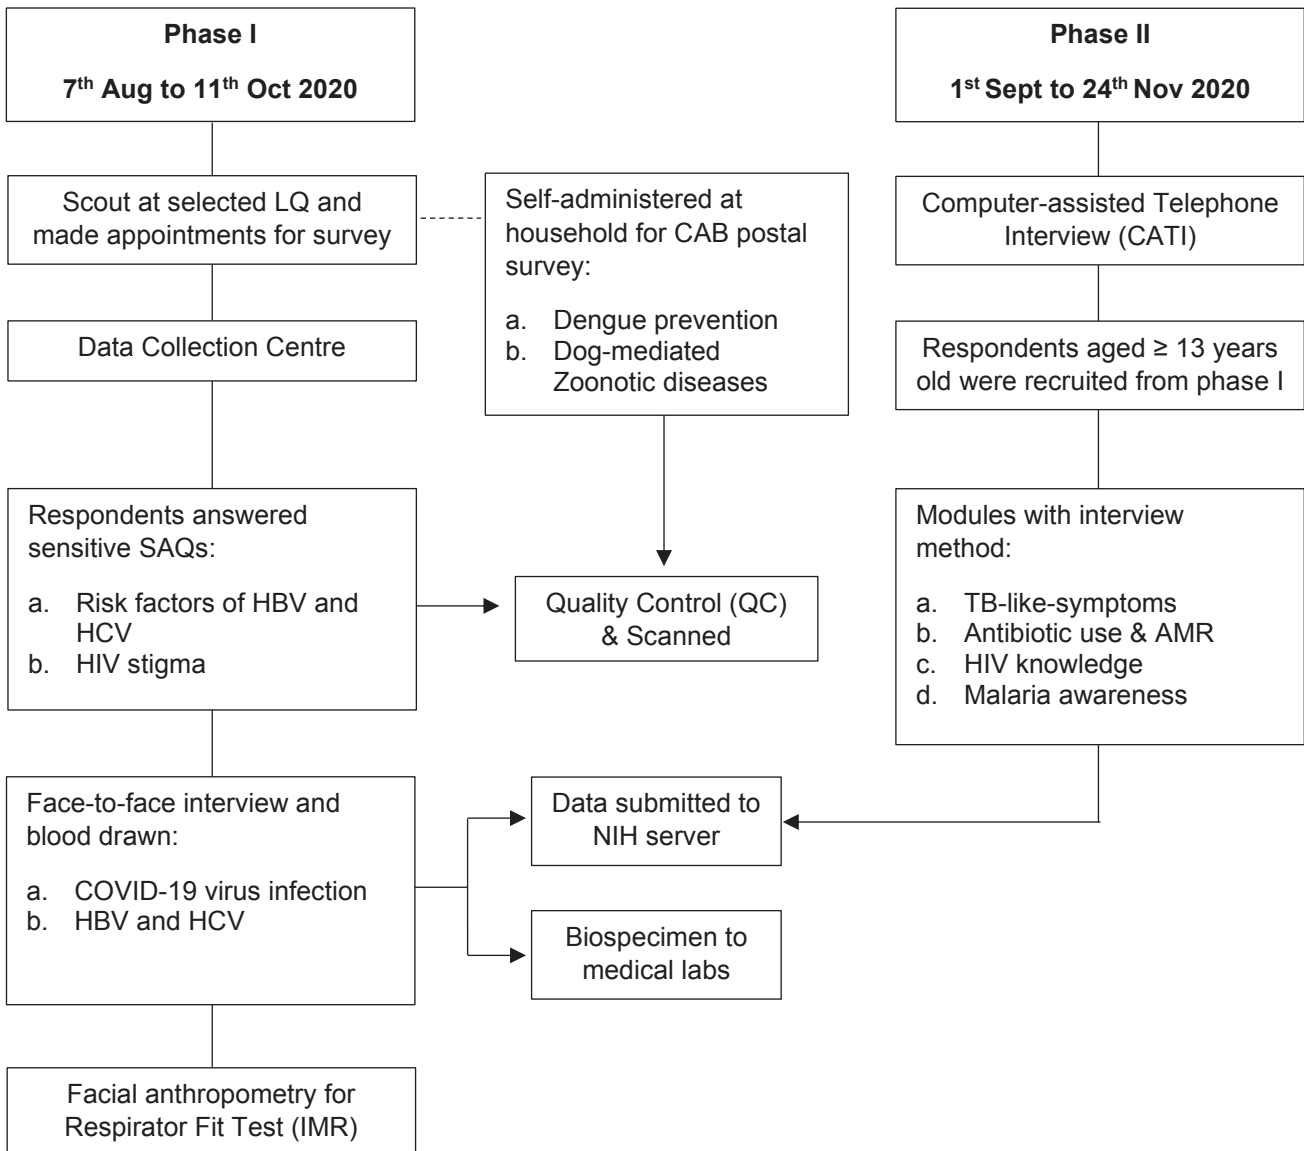 Phase I
7th Aug to 11th Oct 2020
Scout at selected LQ and
made appointments for survey
Data Collection Centre
Respondents answered
sensitive SAQs:
a. Risk factors of HBV and
HCV
b. HIV stigma
Face-to-face interview and
blood drawn:
a. COVID-19 virus infection
b. HBV and HCV
Facial anthropometry for
Respirator Fit Test (IMR)
Self-administered at
household for CAB postal
survey:
a. Dengue prevention
b. Dog-mediated
Zoonotic diseases
Quality Control (QC)
& Scanned
Data submitted to
NIH server
Biospecimen to
medical labs
Phase II
1st Sept to 24th Nov 2020
Computer-assisted Telephone
Interview (CATI)
Respondents aged ≥ 13 years
old were recruited from phase I
Modules with interview
method:
a. TB-like-symptoms
b. Antibiotic use & AMR
c. HIV knowledge
d. Malaria awareness